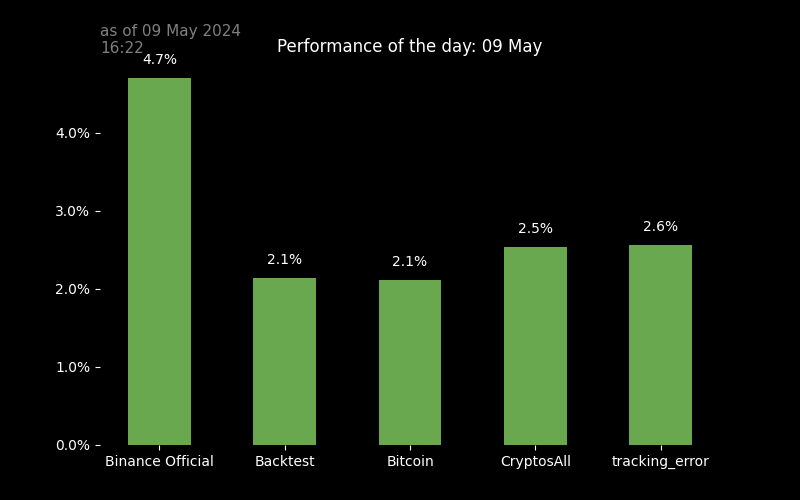 as of 09 May 2024
16:22
Performance of the day: 09 May
4.7%
4.0%
3.0%
2.0%
1.0%
0.0%
2.1%
2.1%
2.5%
2.6%
Binance Official
Backtest
Bitcoin
CryptosAll
tracking_error